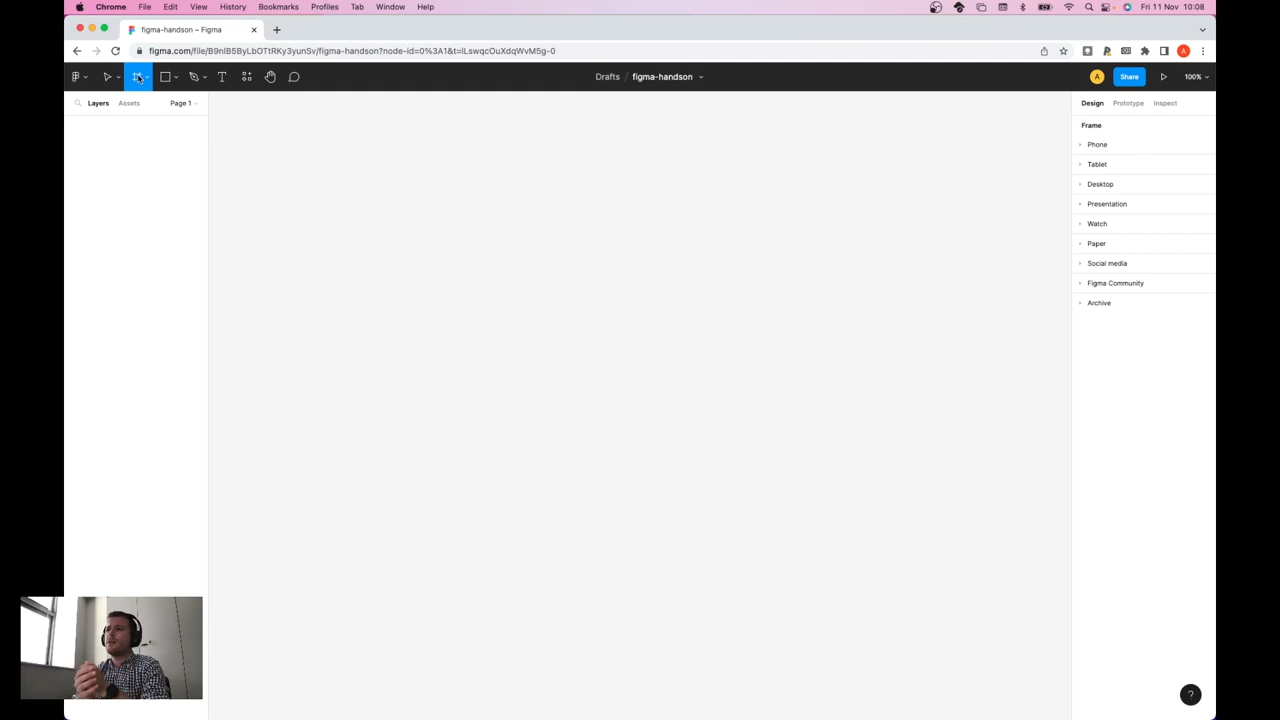 Chrome File Edit View History Bookmarks Profiles Tab Window Help Fri 11 Nov 10:08
figma-handson – Figma
figma.com/file/B9nIB5ByLbOTtRKy3yunSv/figma-handson?node-id=0%3A1&t=lLswqcOuXdqWvM5g-0 A
T Drafts / figma-handson A Share 100%
Layers Assets Page 1 Design Prototype Inspect
Frame
Phone
Tablet
Desktop
Presentation
Watch
Paper
Social media
Figma Community
Archive
?